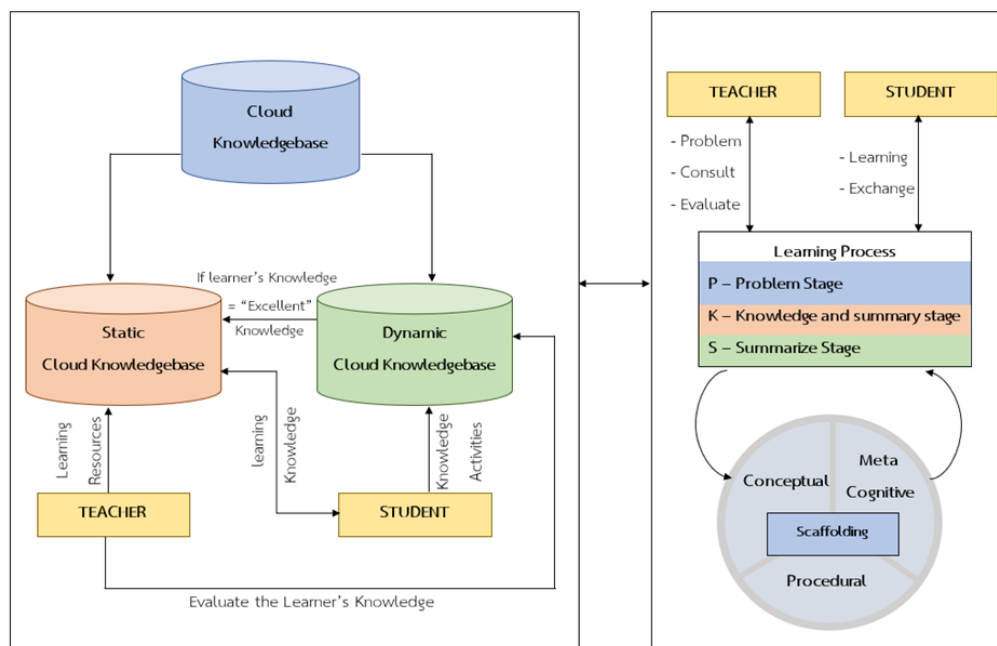 Cloud
Knowledgebase
If learner's Knowledge
= "Excellent"
Knowledge
Static
Cloud Knowledgebase
Dynamic
Cloud Knowledgebase
Learning
Resources
learning
Knowledge
Knowledge
Activities
TEACHER
STUDENT
Evaluate the Learner's Knowledge
TEACHER
STUDENT
- Problem
- Consult
- Evaluate
- Learning
- Exchange
Learning Process
P – Problem Stage
K – Knowledge and summary stage
S – Summarize Stage
Conceptual
Meta
Cognitive
Scaffolding
Procedural